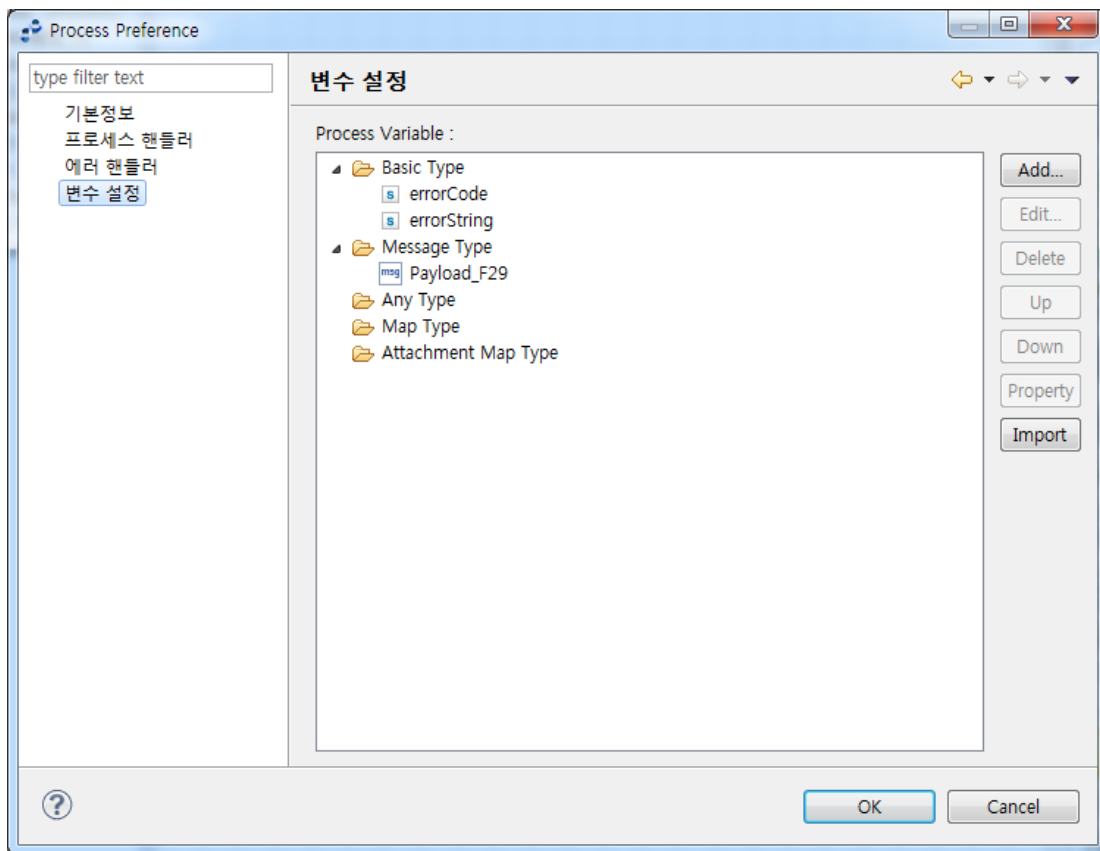 Process Preference
type filter text
기본정보
프로세스 핸들러
에러 핸들러
변수 설정
변수 설정
Process Variable :
Basic Type
s errorCode
s errorString
Message Type
msg Payload_F29
Any Type
Map Type
Attachment Map Type
Add...
Edit...
Delete
Up
Down
Property
Import
?
OK
Cancel